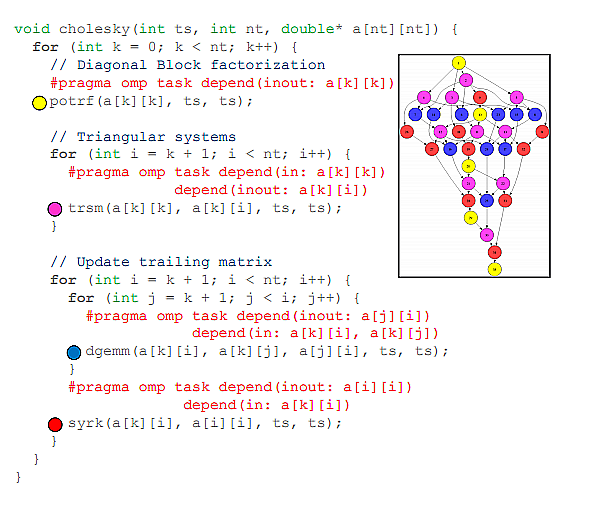 void cholesky(int ts, int nt, double* a[nt][nt]) {
for (int k = 0; k < nt; k++) {
// Diagonal Block factorization
#pragma omp task depend(inout: a[k][k])
potrf(a[k][k], ts, ts);
// Triangular systems
for (int i = k + 1; i < nt; i++) {
#pragma omp task depend(in: a[k][k])
depend(inout: a[k][i])
trsm(a[k][k], a[k][i], ts, ts);
}
// Update trailing matrix
for (int i = k + 1; i < nt; i++) {
for (int j = k + 1; j < i; j++) {
#pragma omp task depend(inout: a[j][i])
depend(in: a[k][i], a[k][j])
dgemm(a[k][i], a[k][j], a[j][i], ts, ts);
}
#pragma omp task depend(inout: a[i][i])
depend(in: a[k][i])
syrk(a[k][i], a[i][i], ts, ts);
}
}
}